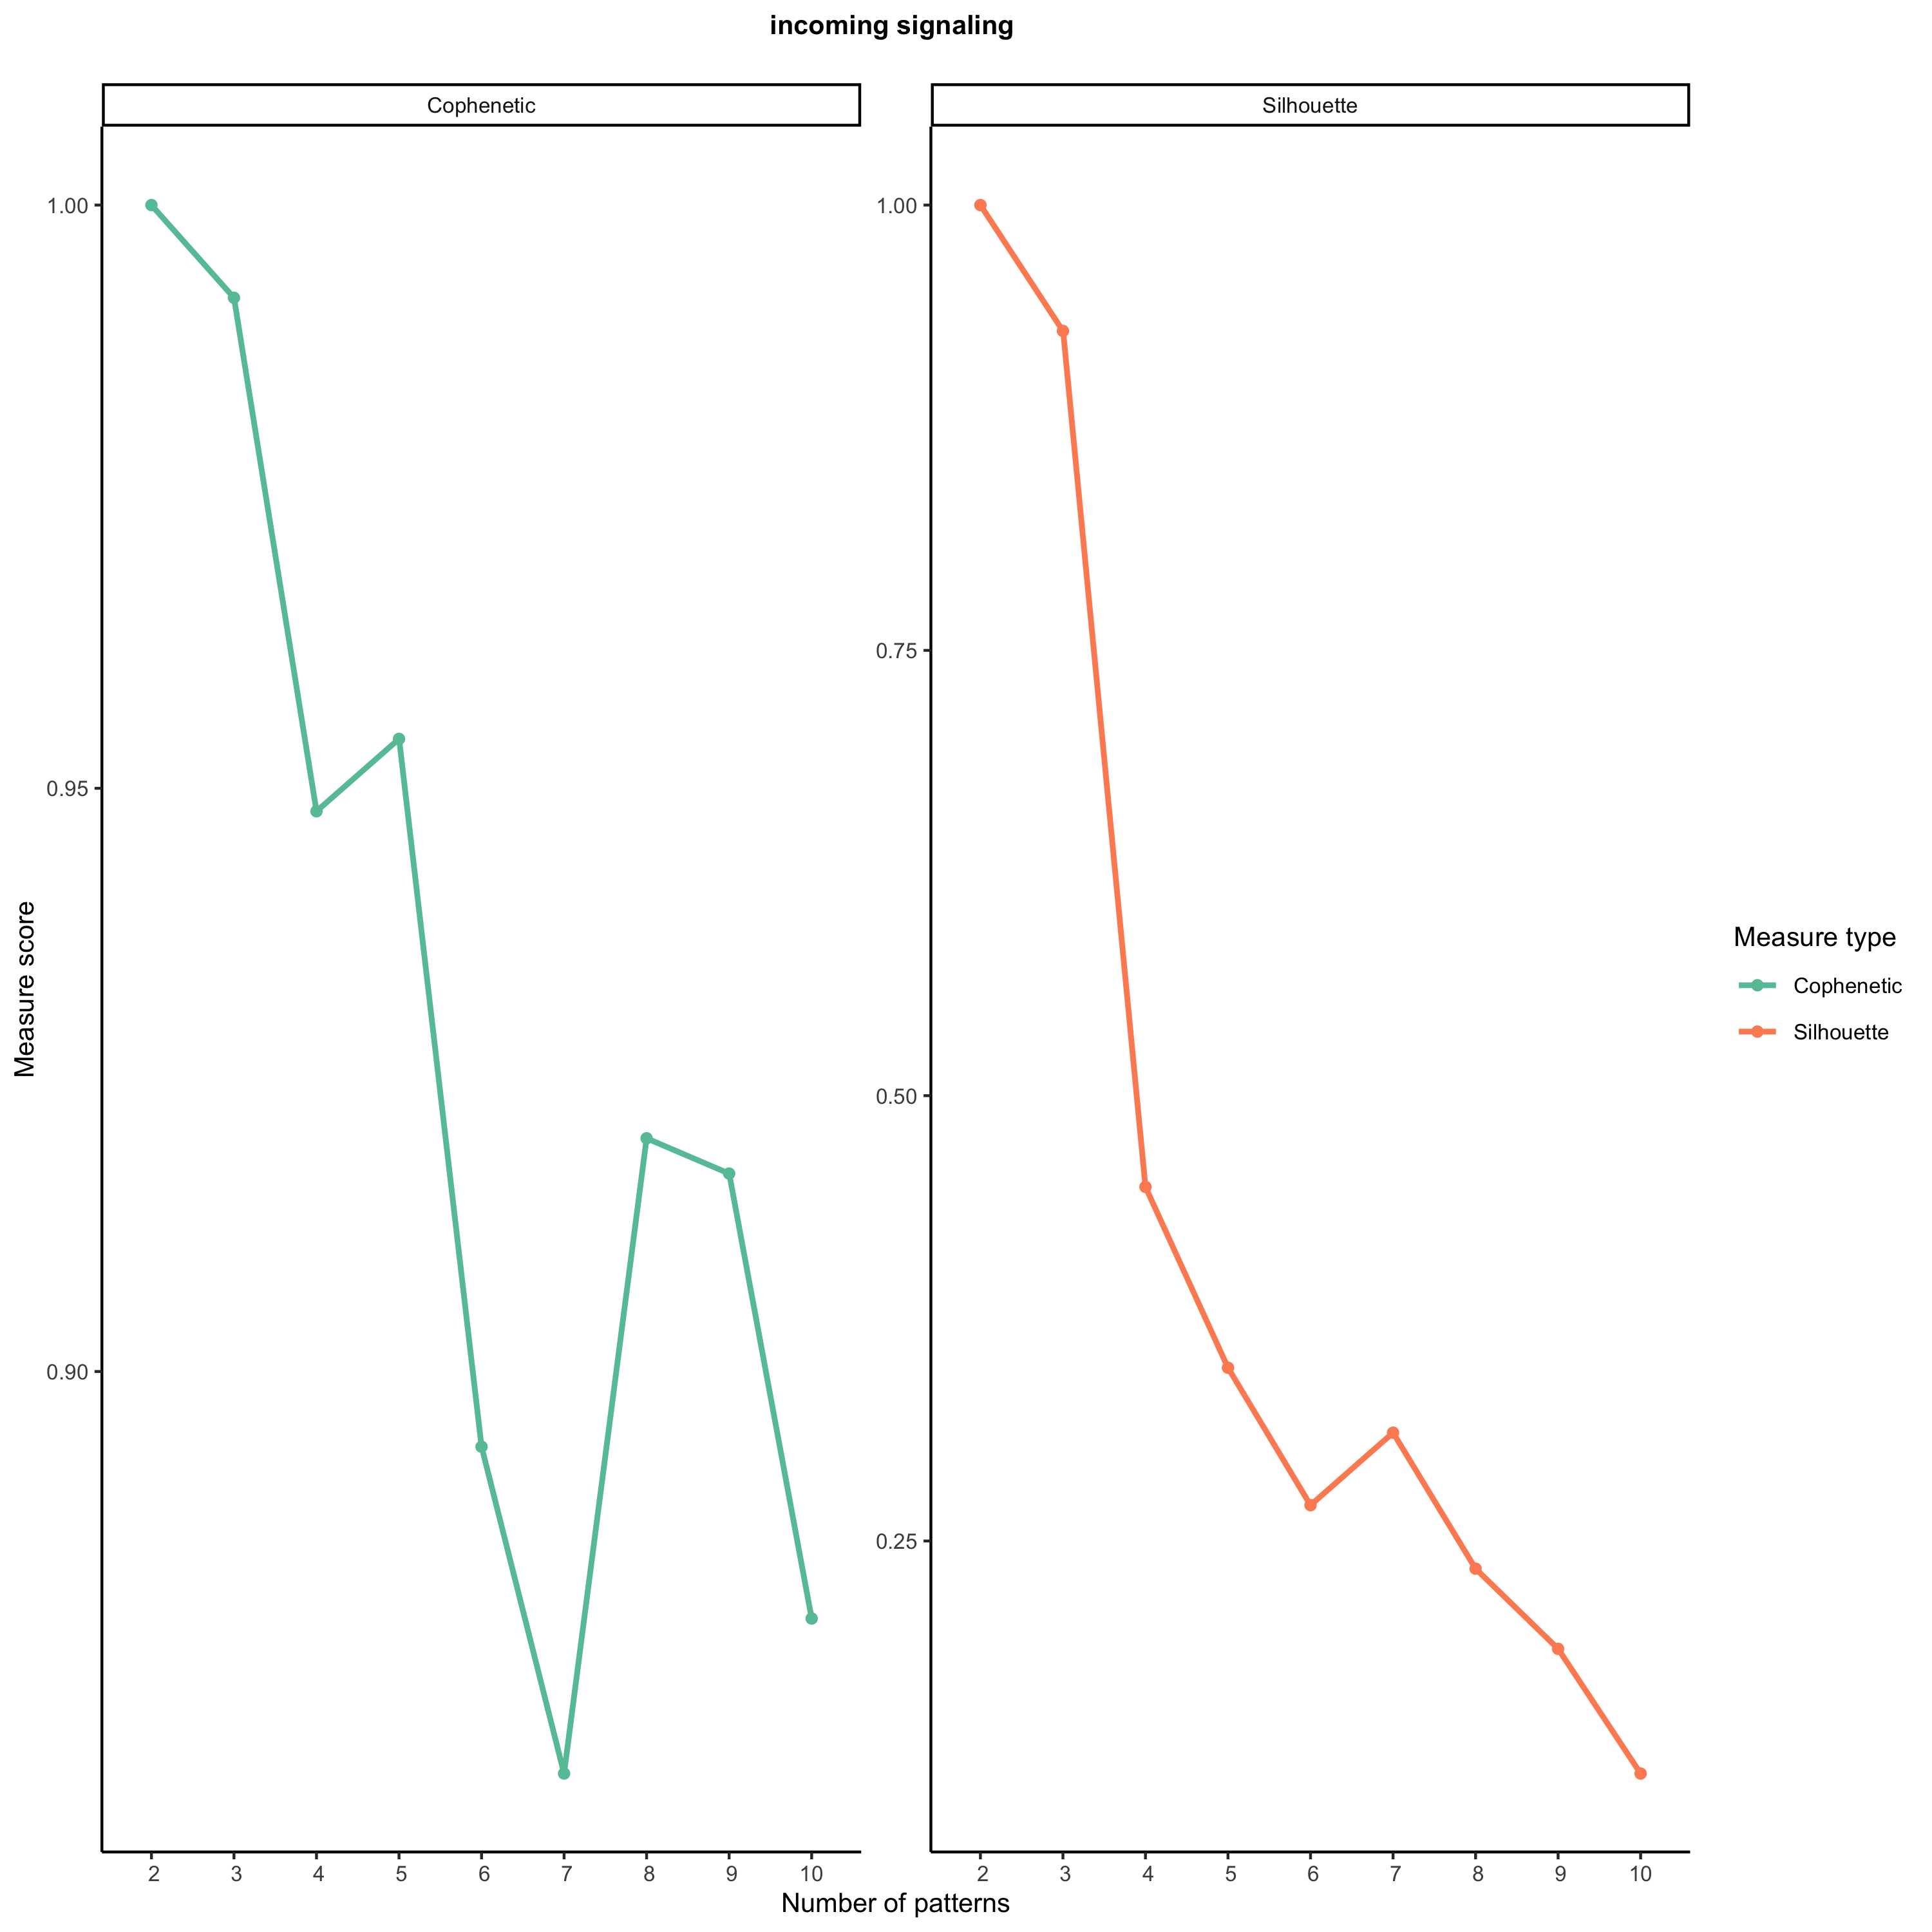 incoming signaling
Cophenetic
Silhouette
1.00
0.95
0.90
1.00
0.75
0.50
0.25
Measure score
2 3 4 5 6 7 8 9 10
2 3 4 5 6 7 8 9 10
Number of patterns
Measure type
Cophenetic
Silhouette